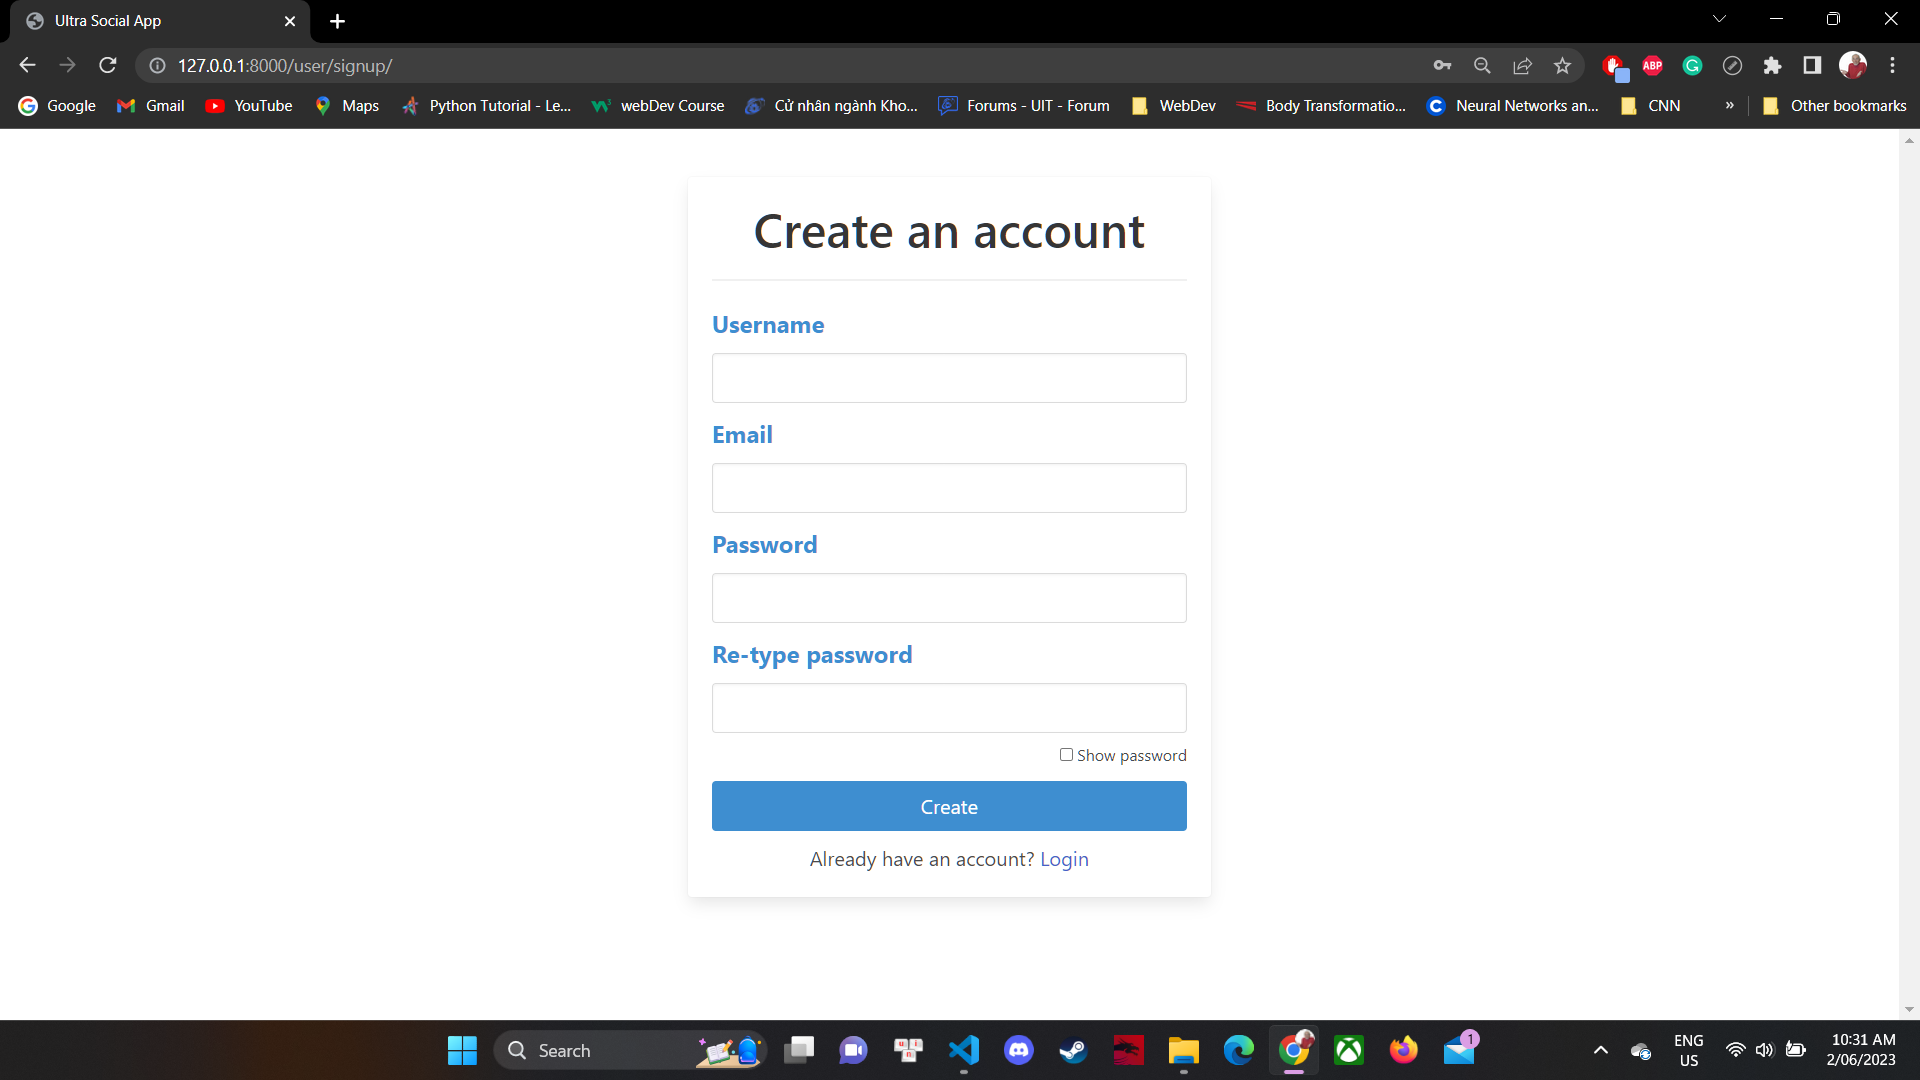 Ultra Social App
127.0.0.1:8000/user/signup/
ABP
Google Gmail YouTube Maps Python Tutorial - Le... webDev Course Cử nhân ngành Kho... Forums - UIT - Forum WebDev Body Transformatio... Neural Networks an... CNN » Other bookmarks
Create an account
Username
Email
Password
Re-type password
Show password
Create
Already have an account? Login
Search
1
ENG
US
10:31 AM
2/06/2023